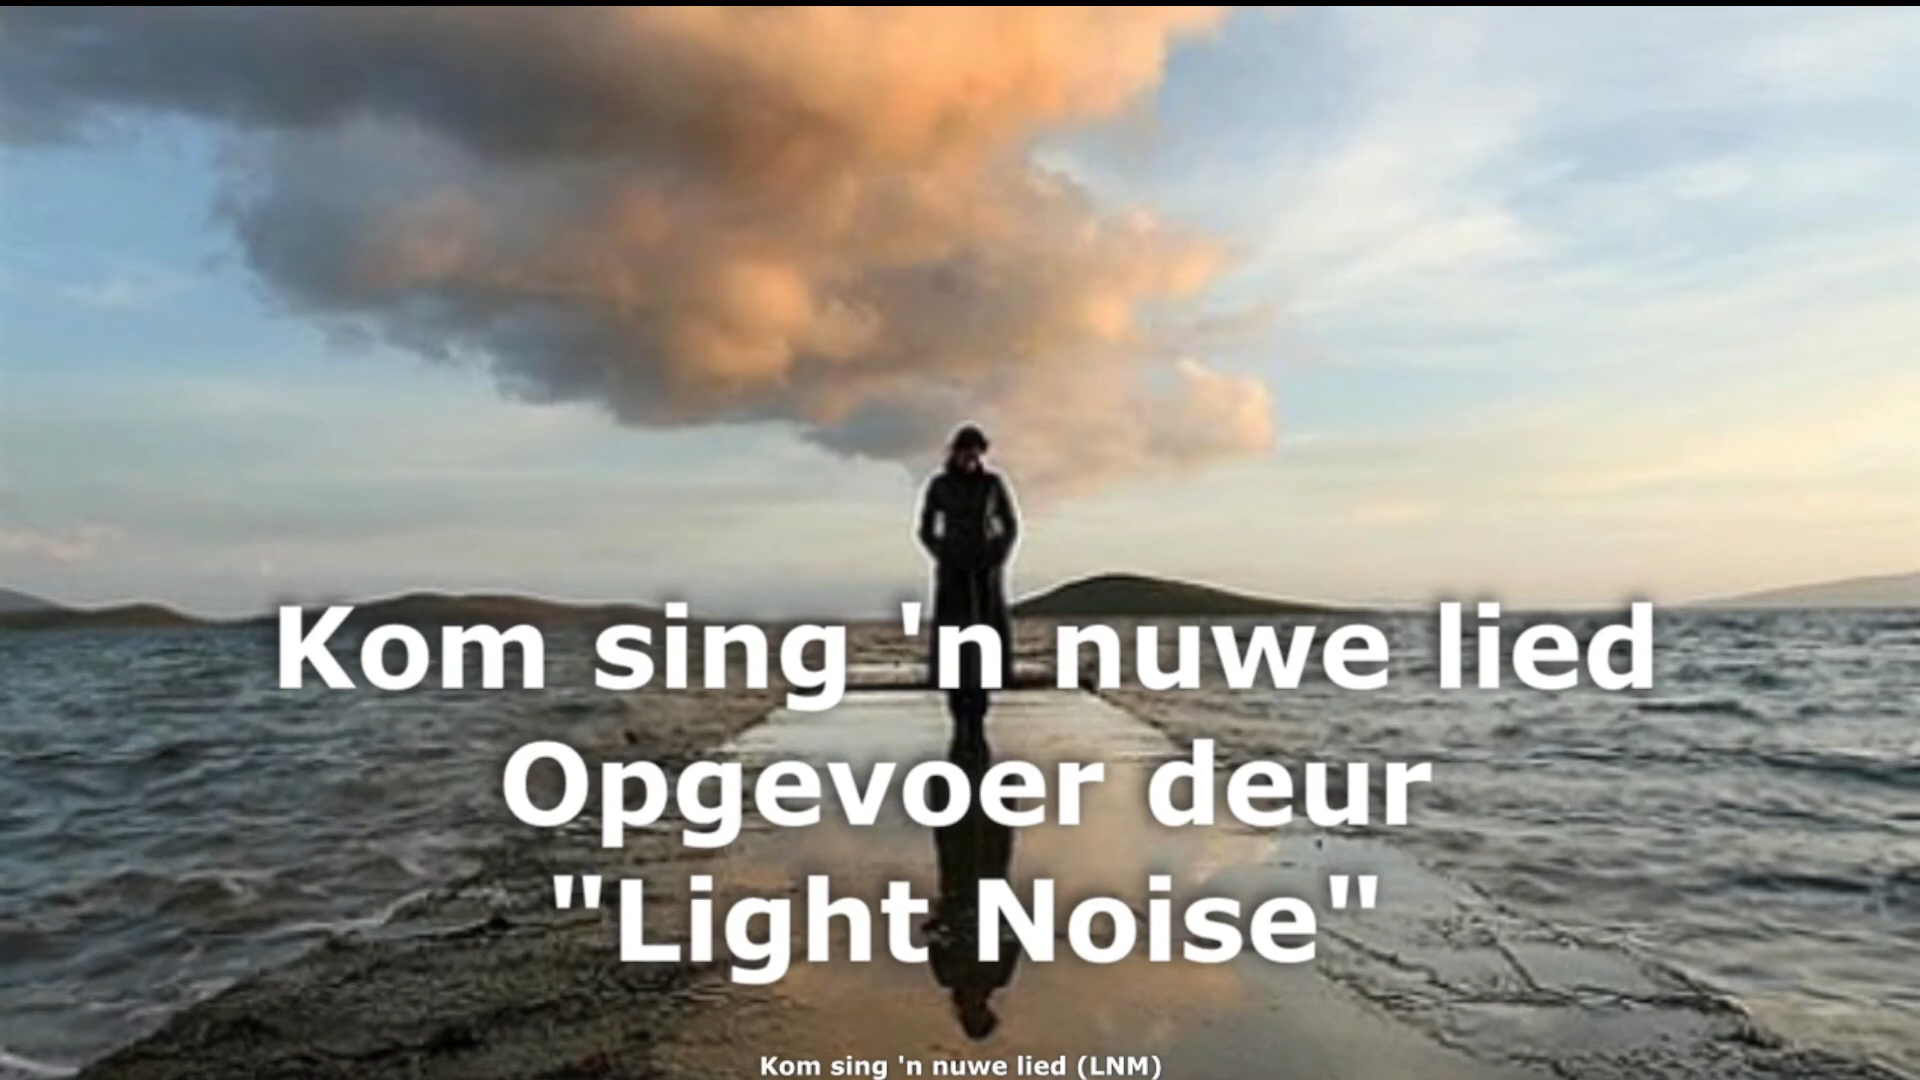 Kom sing 'n nuwe lied
Opgevoer deur
"Light Noise"
Kom sing 'n nuwe lied (LNM)